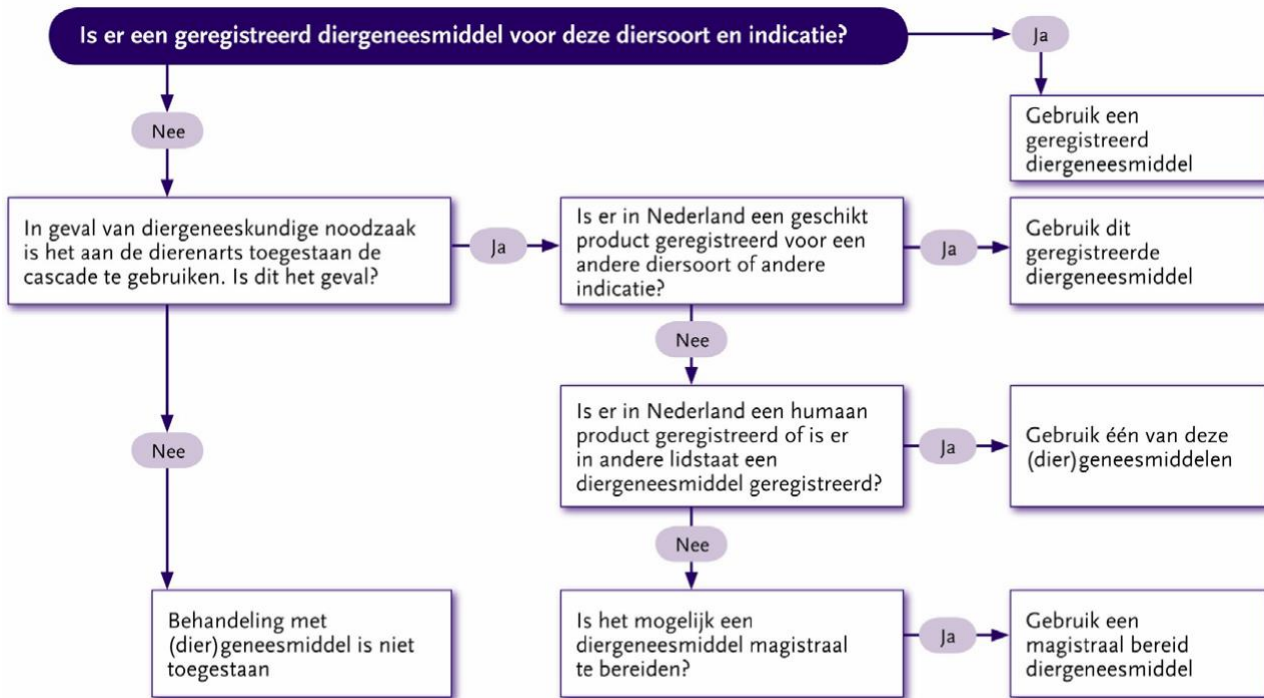 Is er een geregistreerd diergeneesmiddel voor deze diersoort en indicatie?
Ja
Nee
Gebruik een
geregistreerd
diergeneesmiddel
In geval van diergeneeskundige noodzaak
is het aan de dierenarts toegestaan de
cascade te gebruiken. Is dit het geval?
Ja
Is er in Nederland een geschikt
product geregistreerd voor een
andere diersoort of andere
indicatie?
Ja
Gebruik dit
geregistreerde
diergeneesmiddel
Nee
Is er in Nederland een humaan
product geregistreerd of is er
in andere lidstaat een
diergeneesmiddel geregistreerd?
Ja
Gebruik één van deze
(dier)geneesmiddelen
Nee
Nee
Behandeling met
(dier)geneesmiddel is niet
toegestaan
Is het mogelijk een
diergeneesmiddel magistraal
te bereiden?
Ja
Gebruik een
magistraal bereid
diergeneesmiddel